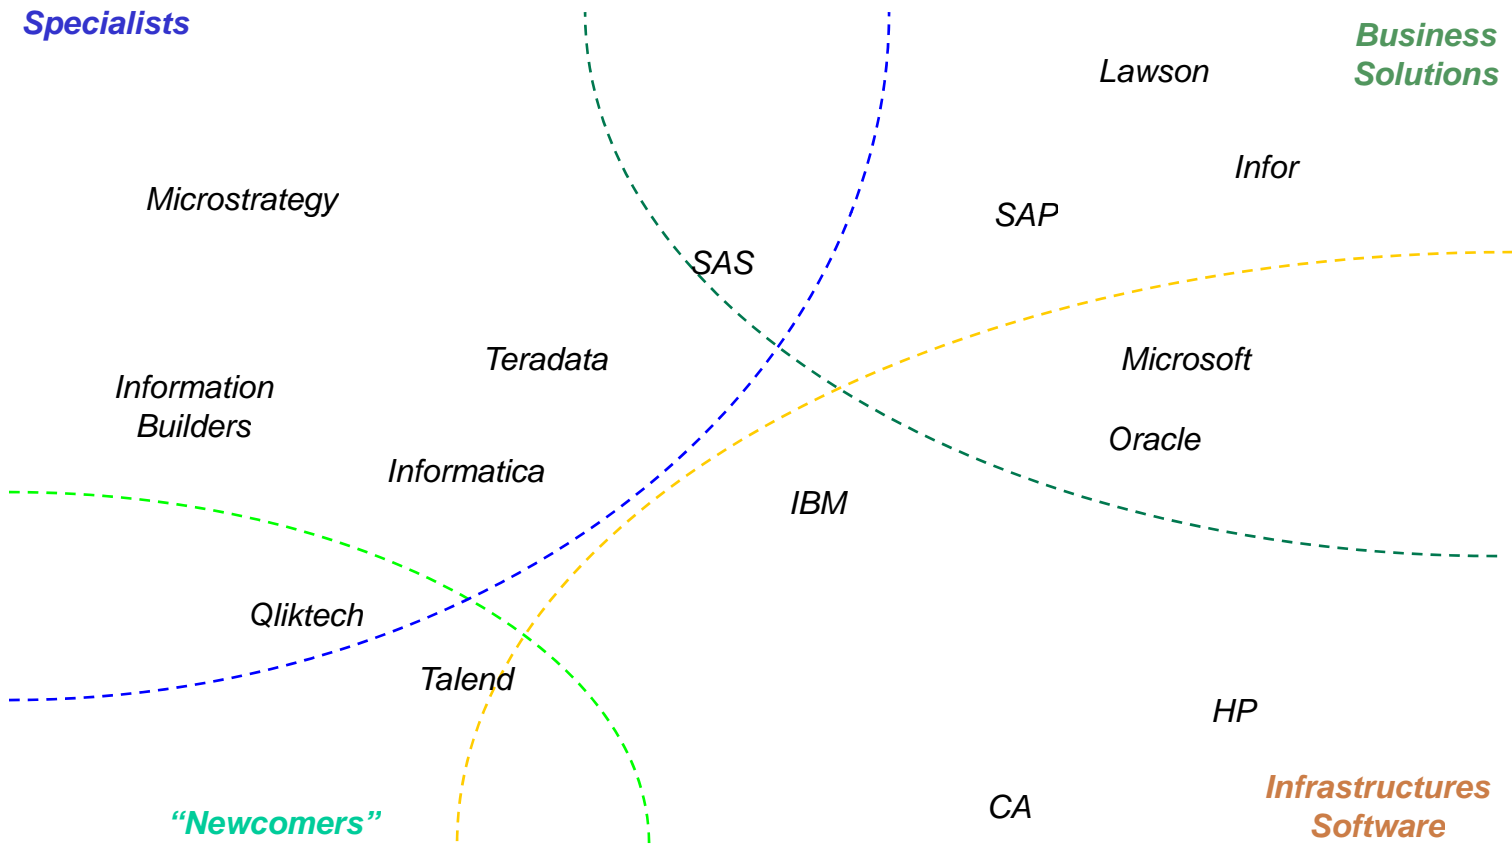 Specialists
Business
Solutions
Lawson
Infor
Microstrategy
SAP
SAS
Teradata
Microsoft
Information
Builders
Oracle
Informatica
IBM
Qliktech
Talend
HP
Infrastructures
Software
CA
“Newcomers”